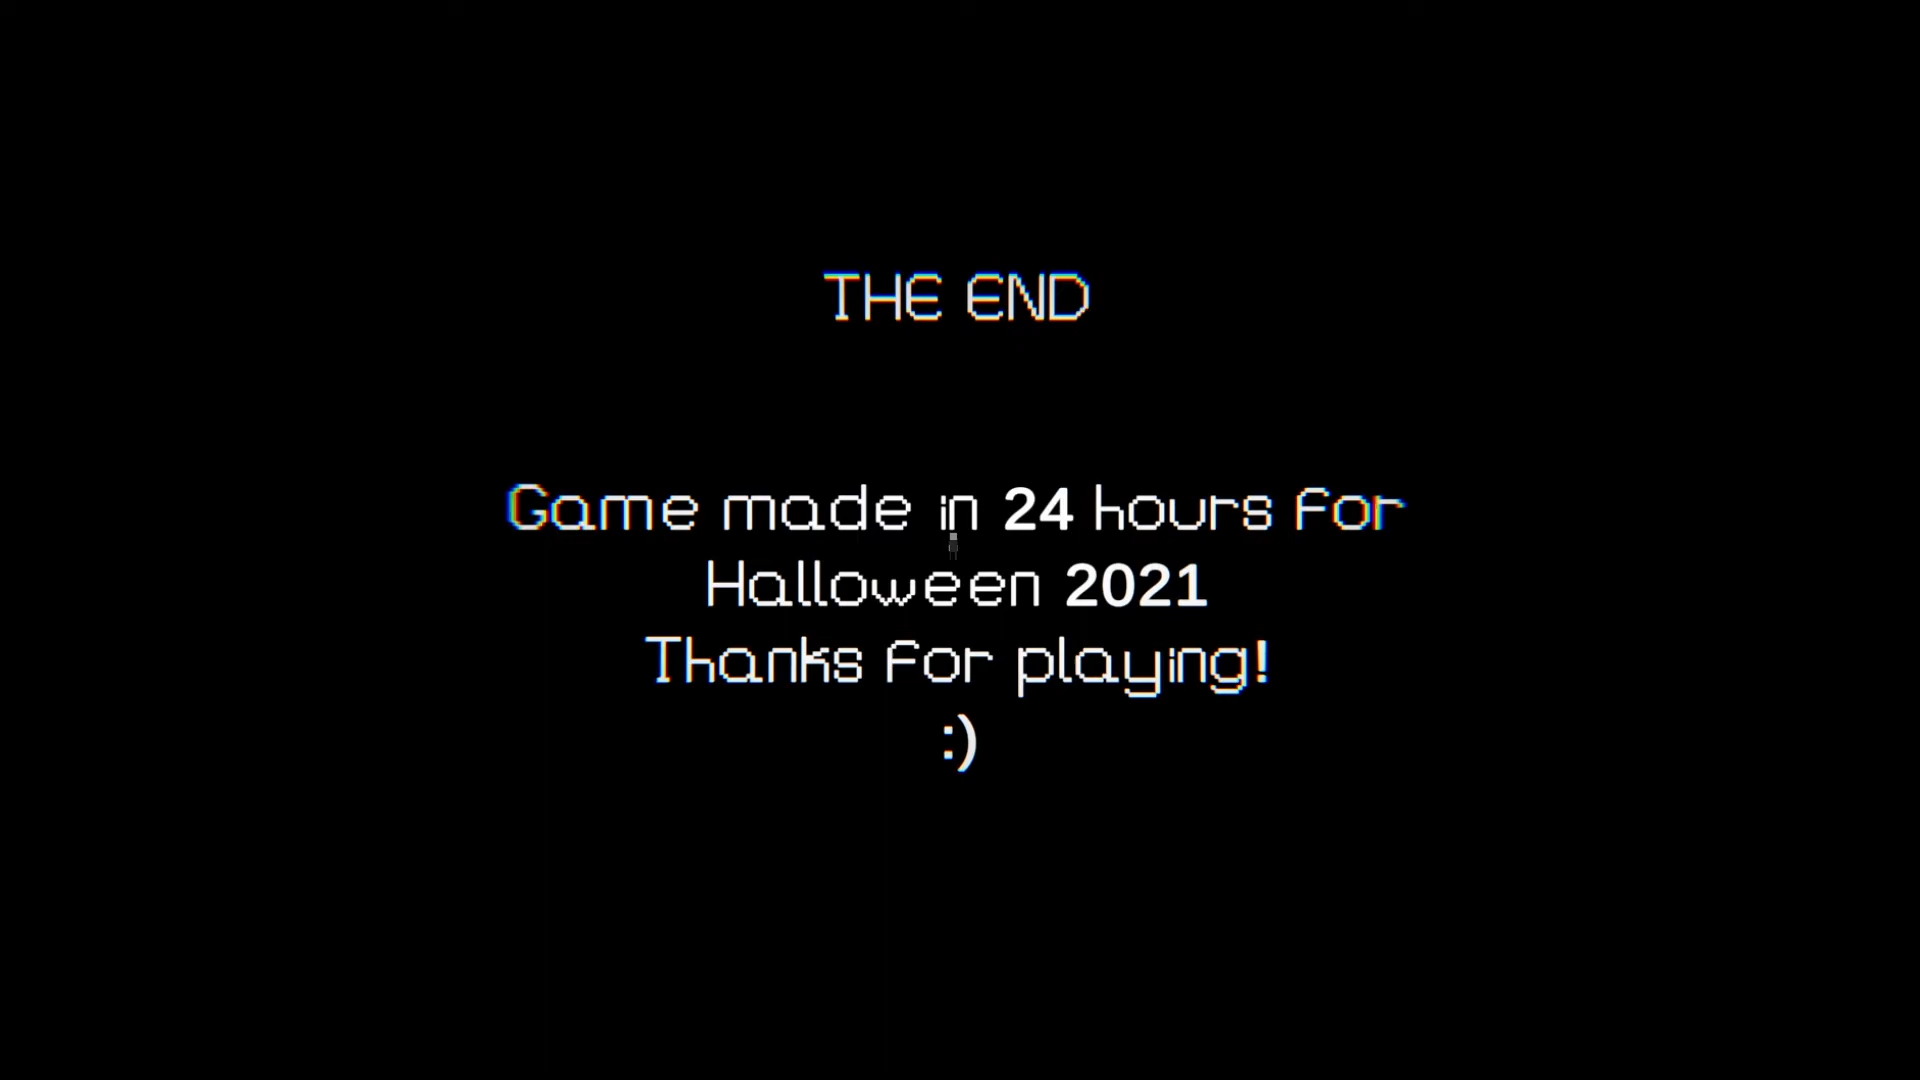 THE END
Game made in 24 hours for
Halloween 2021
Thanks for playing!
:)